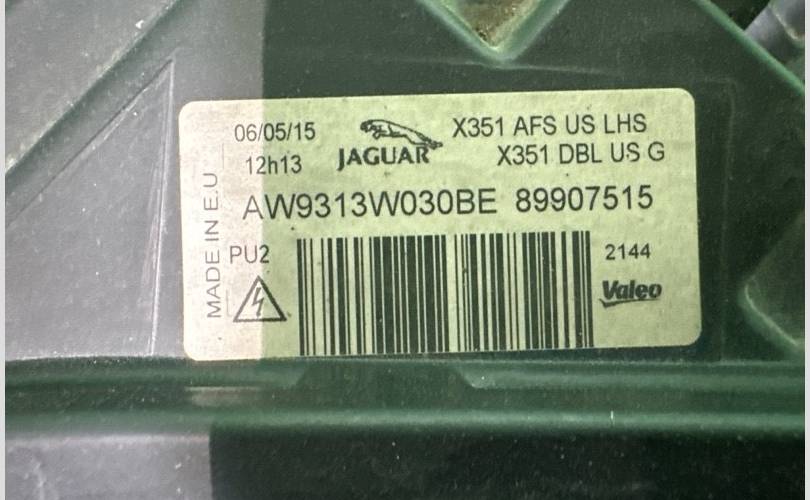 06/05/15
12h13
JAGUAR
X351 AFS US LHS
X351 DBL US G
AW9313W030BE 89907515
MADE IN E.U
PU2
2144
Valeo